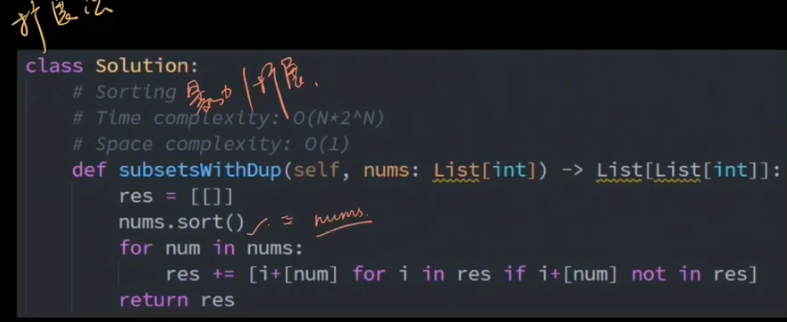 扩展法
class Solution:
# Sorting 扩展
# Time complexity: O(N*2^N)
# Space complexity: O(1)
def subsetsWithDup(self, nums: List[int]) -> List[List[int]]:
res = [[]]
nums.sort() = nums.
for num in nums:
res += [i+[num] for i in res if i+[num] not in res]
return res